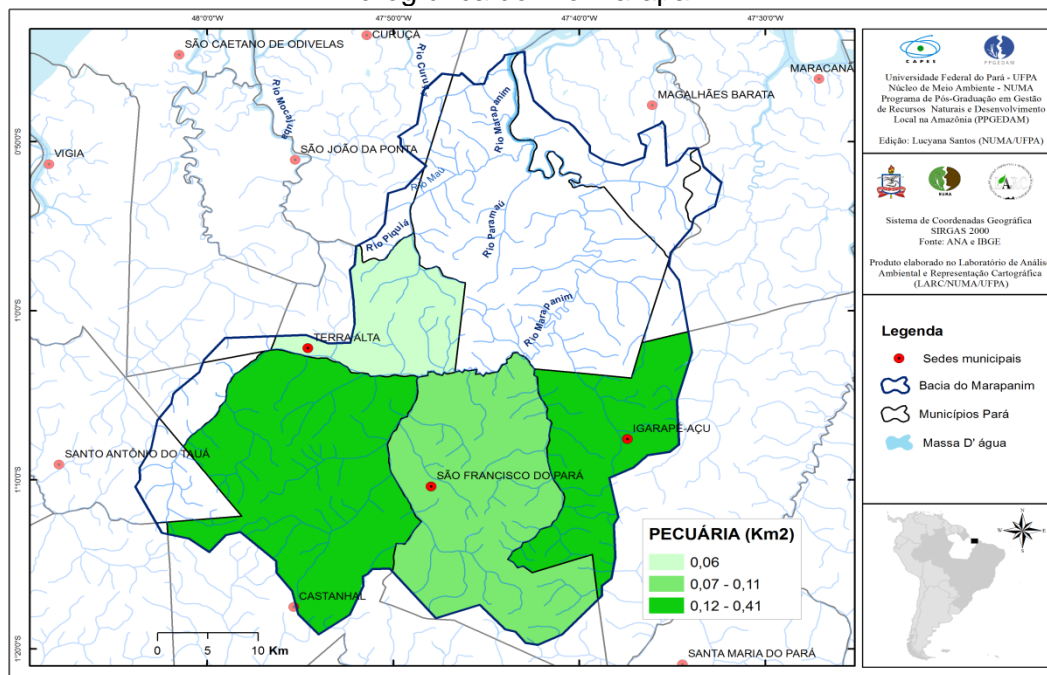 48°0'0"
47°50'0"
47°40'0"
47°30'0"
CURUÇÁ
SÃO CAETANO DE ODIVELAS
Rio Curuçá
MARACANÃ
Rio Mocajuba
Rio Marapanim
MAGALHÃES BARATA
VIGIA
SÃO JOÃO DA PONTA
Rio Maú
Rio Paramaú
Rio Piquiá
1°0'0"S
Rio Marapanim
TERRA ALTA
IGARAPÉ-AÇU
SANTO ANTÔNIO DO TAUÁ
SÃO FRANCISCO DO PARÁ
1°10'0"S
PECUÁRIA (Km2)
0,06
0,07 - 0,11
0,12 - 0,41
CASTANHAL
0 10 Km
1°20'0"S
SANTA MARIA DO PARÁ
CAPES
PPGEDAM
Universidade Federal do Pará - UFPA
Núcleo de Meio Ambiente - NUMA
Programa de Pós-Graduação em Gestão
de Recursos Naturais e Desenvolvimento
Local na Amazônia (PPGEDAM)
Edição: Lucyana Santos (NUMA/UFPA)
NUMA
Sistema de Coordenadas Geográfica
SIRGAS 2000
Fonte: ANA e IBGE
Produto elaborado no Laboratório de Análise
Ambiental e Representação Cartográfica
(LARC/NUMA/UFPA)
Legenda
Sedes municipais
Bacia do Marapanim
Municípios Pará
Massa D' água
N
W
E
S